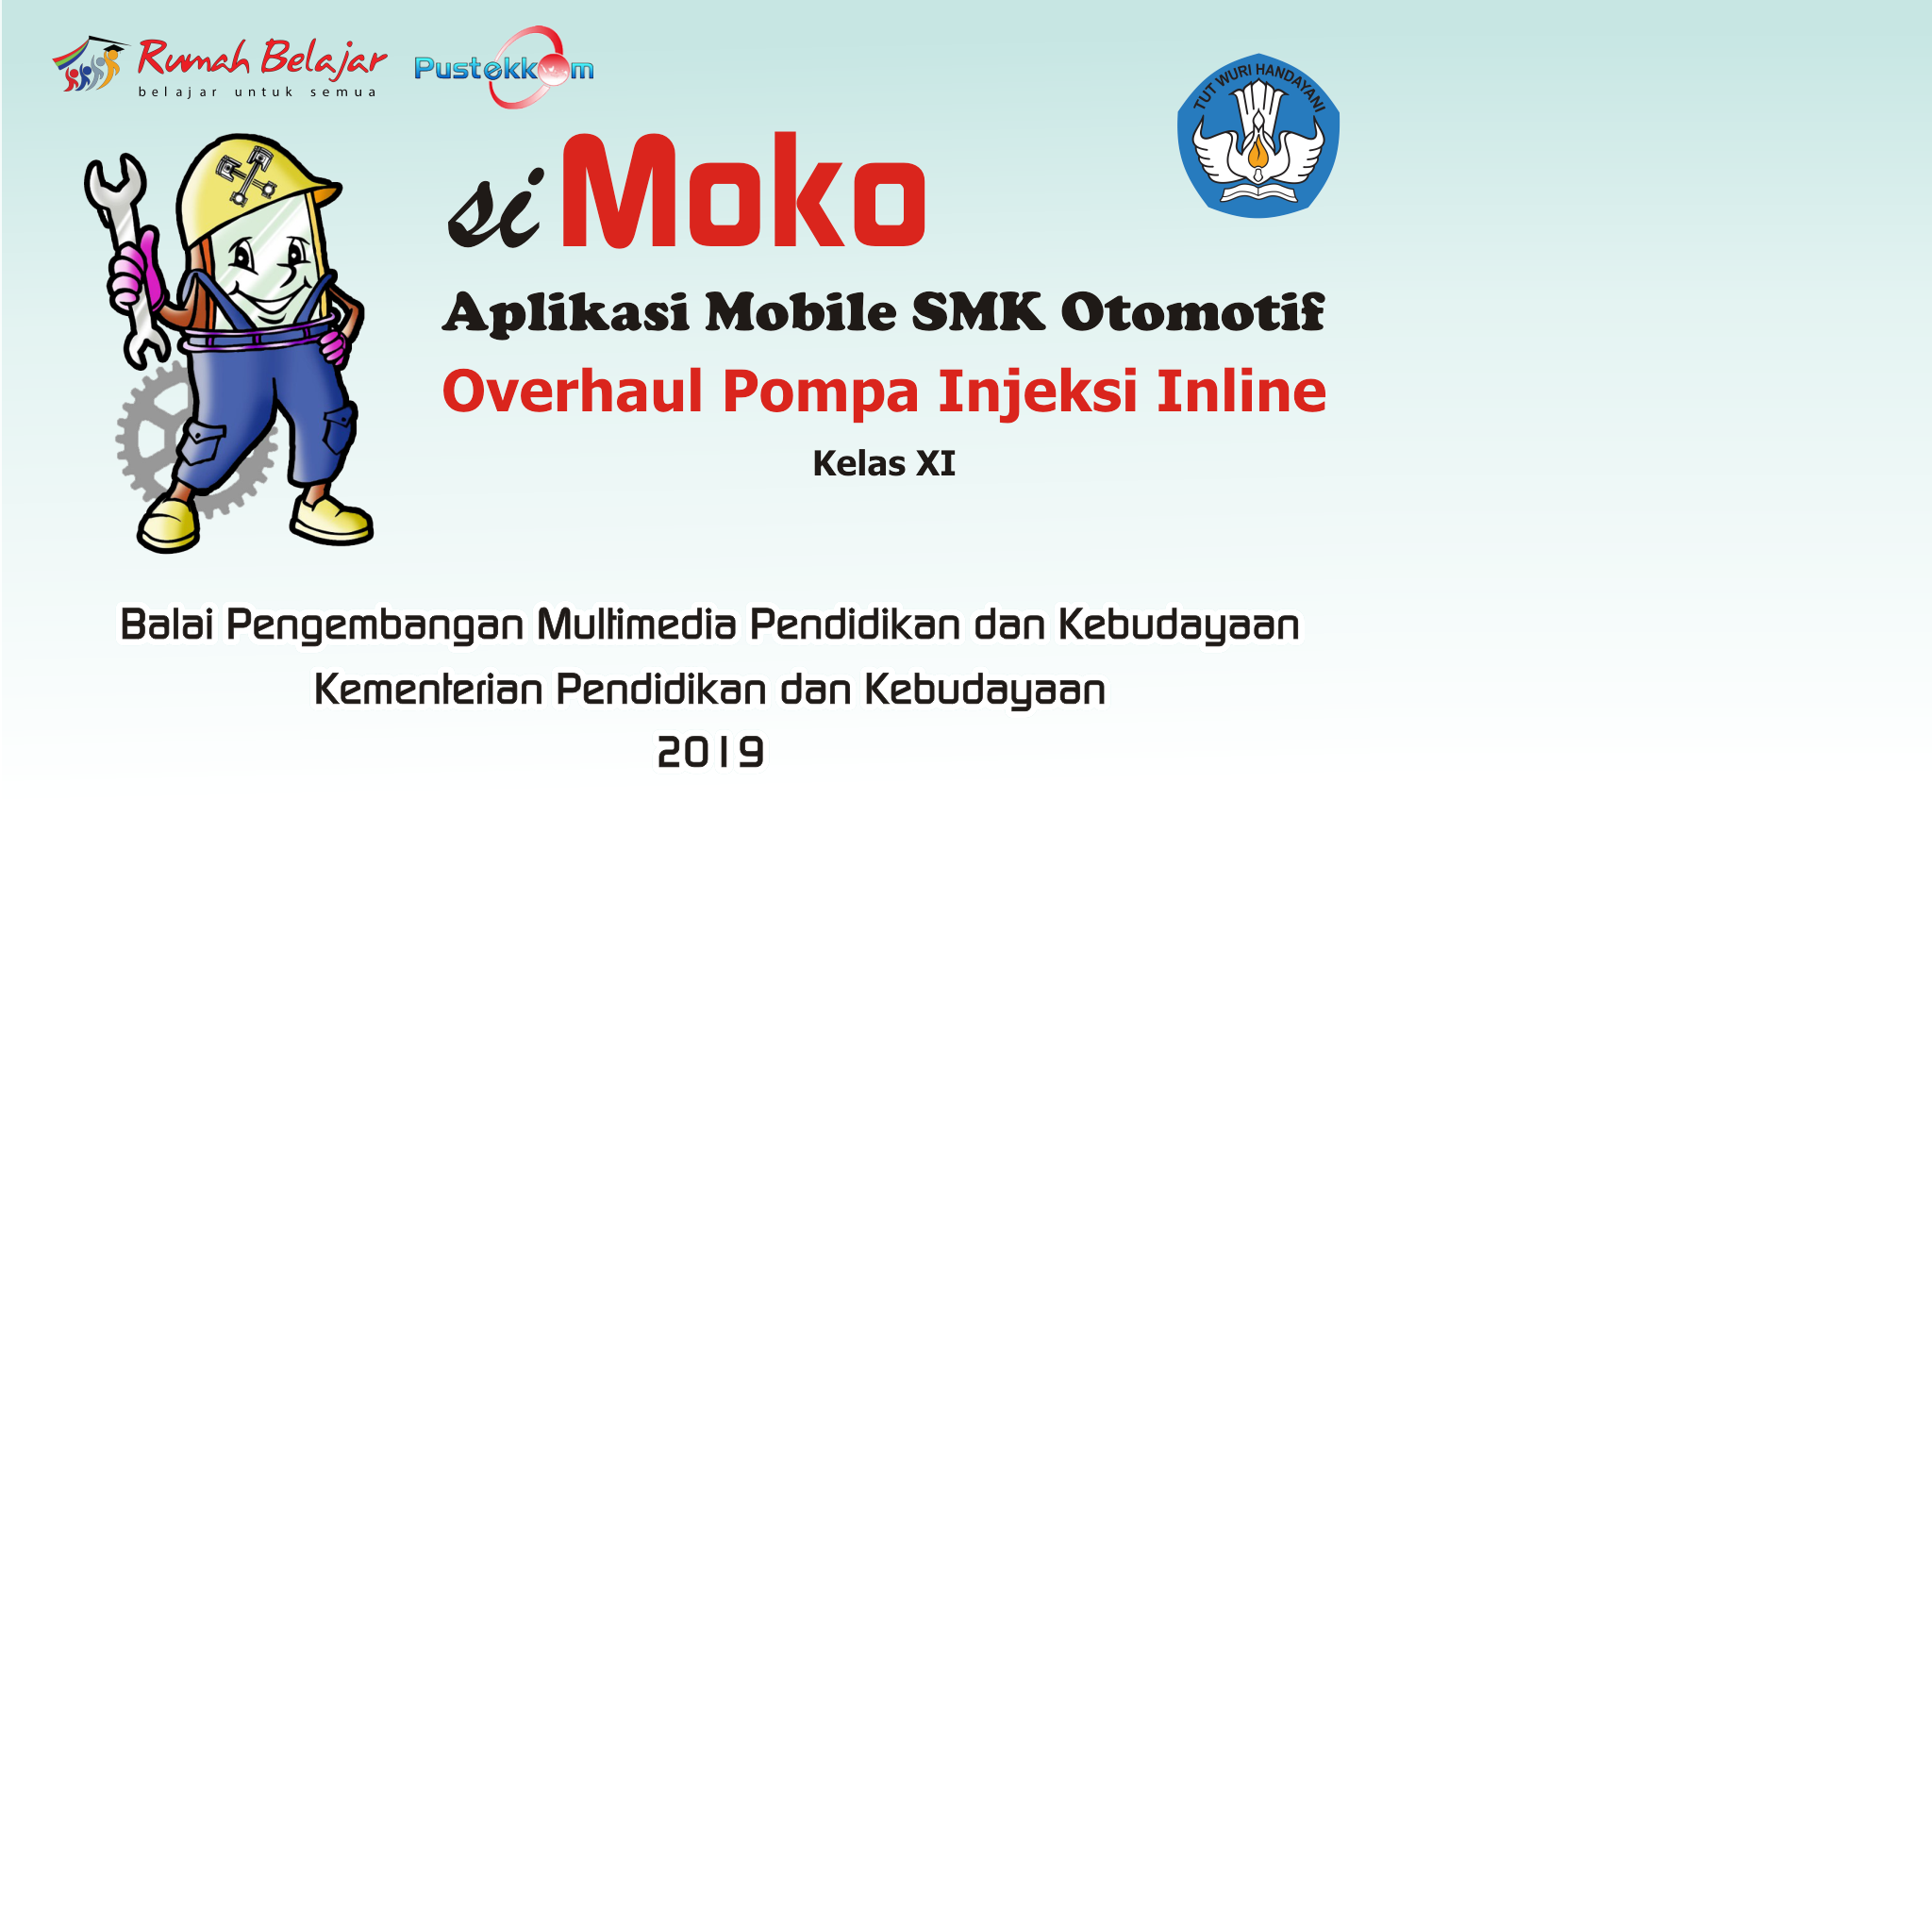 Rumah Belajar
belajar untuk semua
Pustekkom
TUT WURI HANDAYANI
si Moko
Aplikasi Mobile SMK Otomotif
Overhaul Pompa Injeksi Inline
Kelas XI
Balai Pengembangan Multimedia Pendidikan dan Kebudayaan
Kementerian Pendidikan dan Kebudayaan
2019